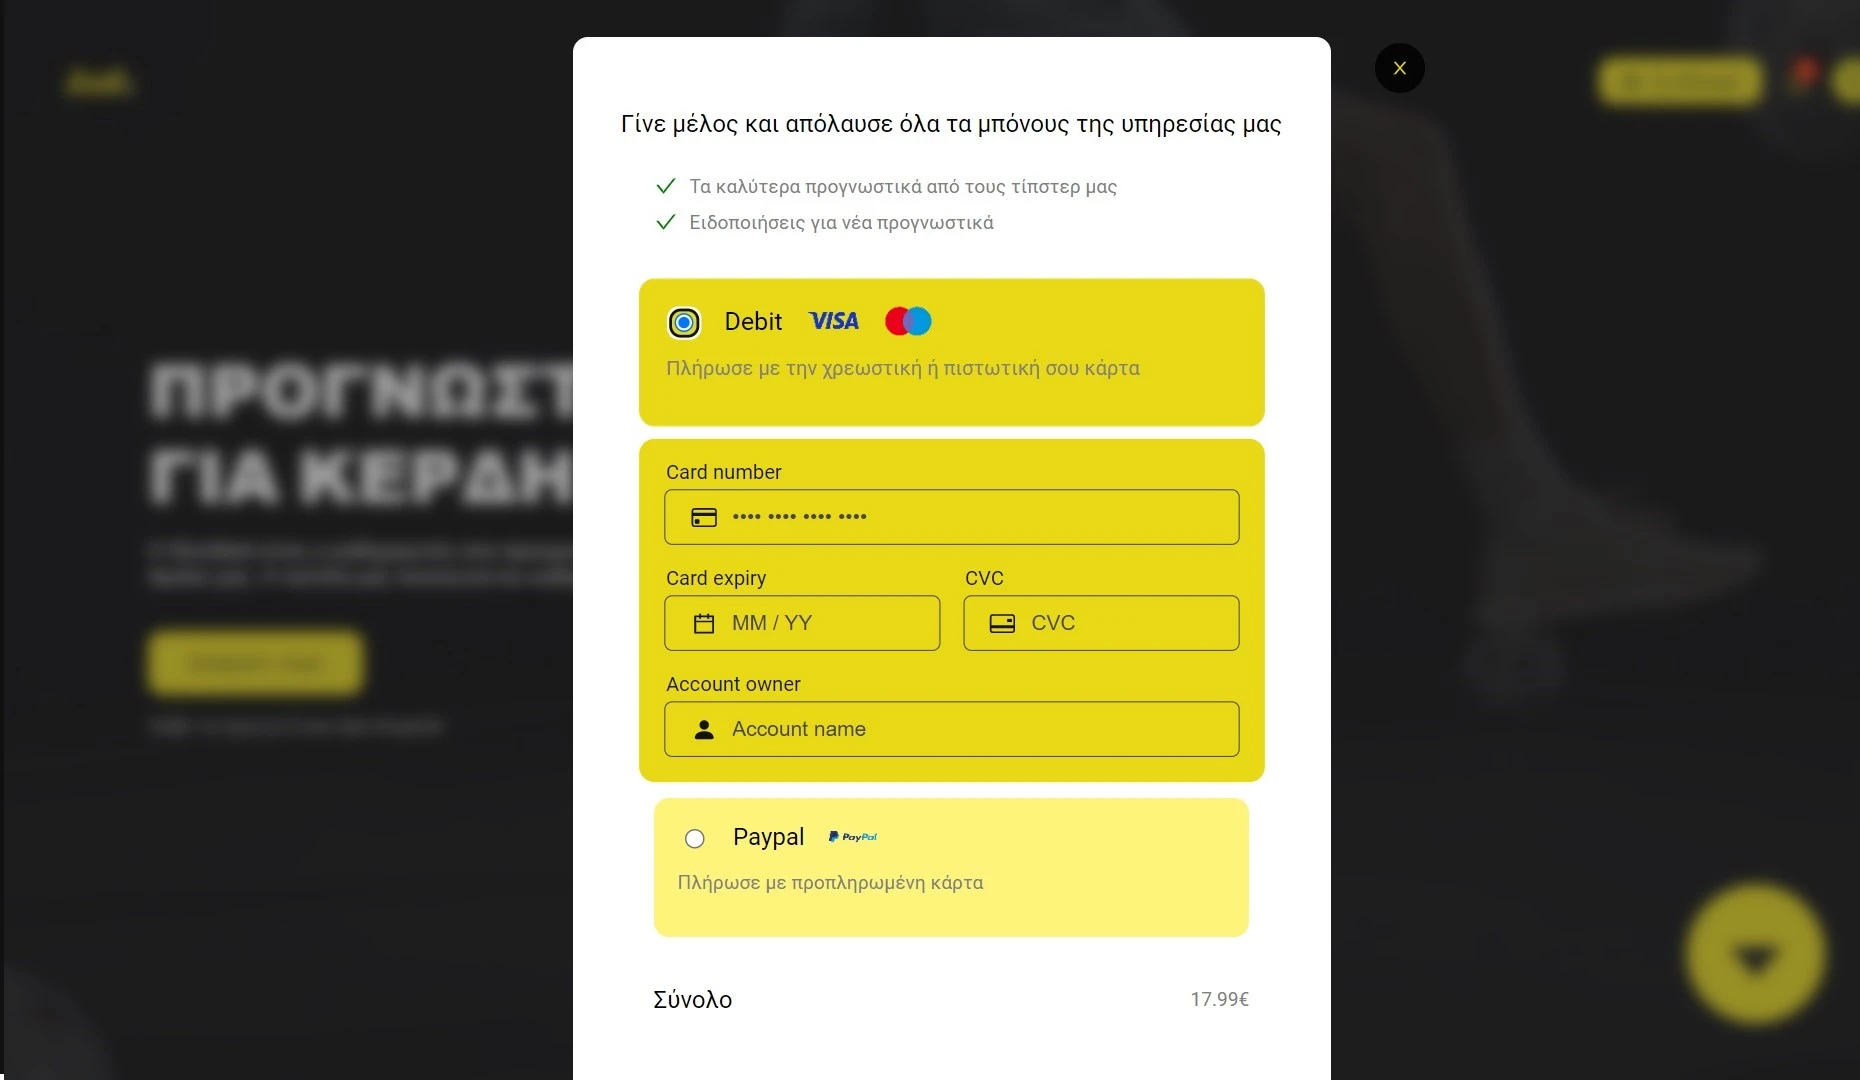 X
Γίνε μέλος και απόλαυσε όλα τα μπόνους της υπηρεσίας μας
Τα καλύτερα προγνωστικά από τους τίπστερ μας
Ειδοποιήσεις για νέα προγνωστικά
Debit VISA
Πλήρωσε με την χρεωστική ή πιστωτική σου κάρτα
ΠΡΟΓΝΩΣΤ
ΓΙΑ ΚΕΡΔΗ
Card number
•••• •••• •••• ••••
Card expiry
MM / YY
CVC
CVC
Account owner
Account name
Paypal PayPal
Πλήρωσε με προπληρωμένη κάρτα
Σύνολο 17.99€